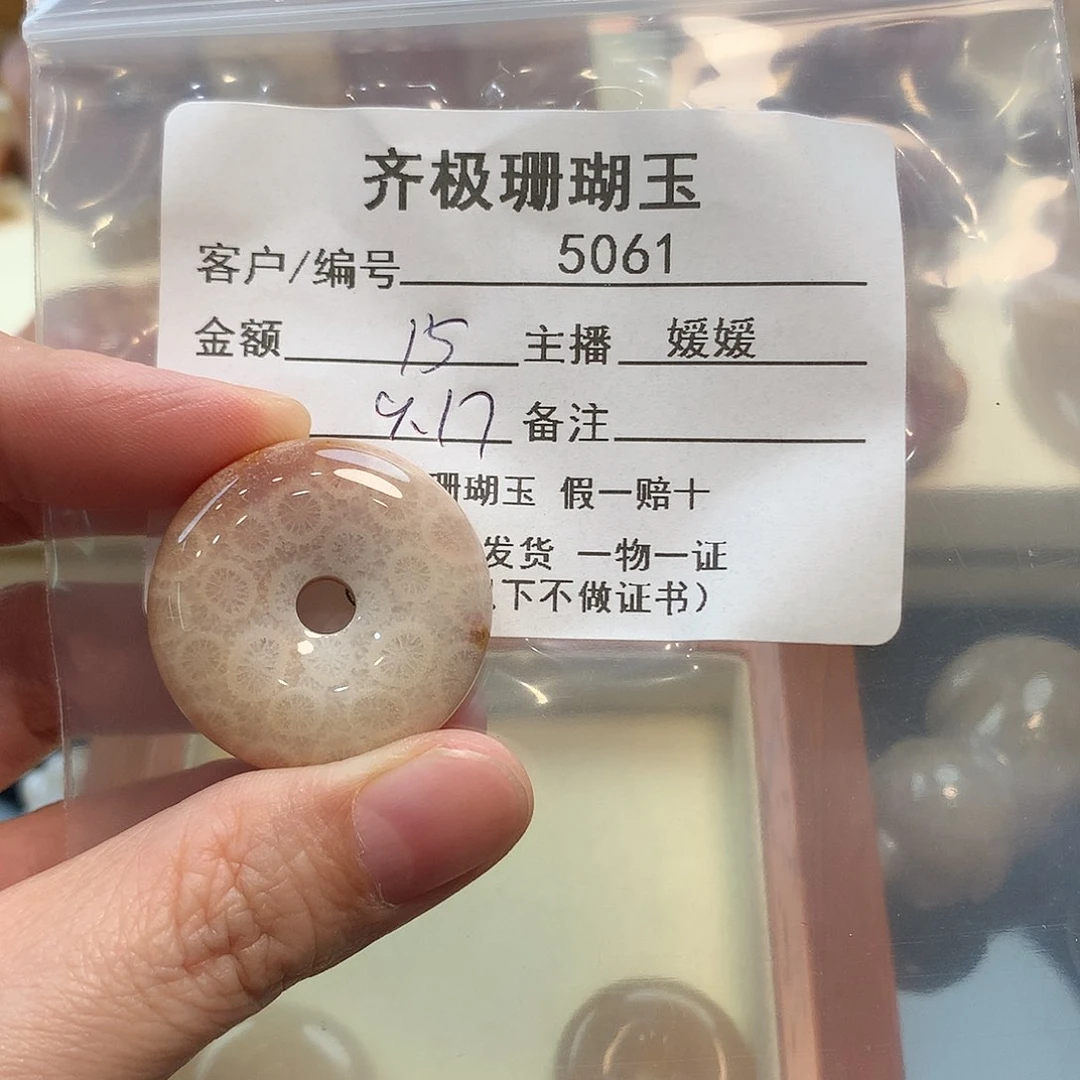 齐极珊瑚玉
客户/编号 5061
金额 15 主播 媛媛
9.17 备注
珊瑚玉 假一赔十
发货 一物一证
下不做证书）